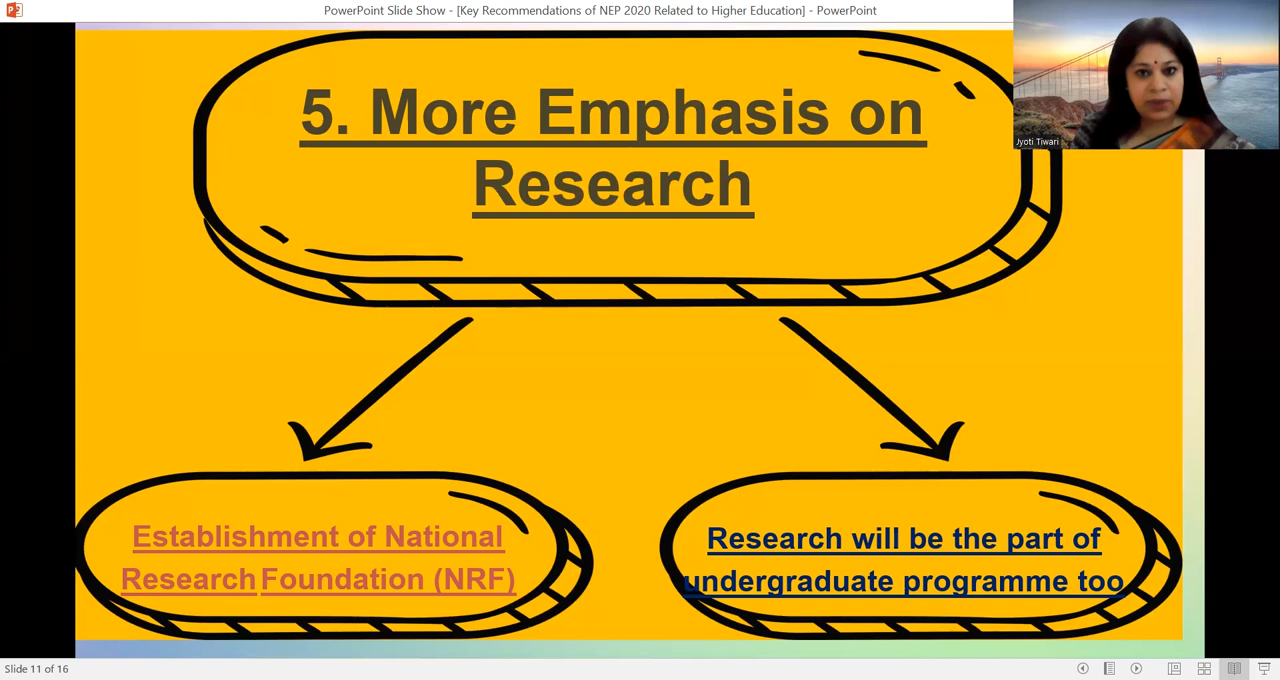 PowerPoint Slide Show - [Key Recommendations of NEP 2020 Related to Higher Education] - PowerPoint
5. More Emphasis on
Research
Jyoti Tiwari
Establishment of National
Research Foundation (NRF)
Research will be the part of
undergraduate programme too
Slide 11 of 16